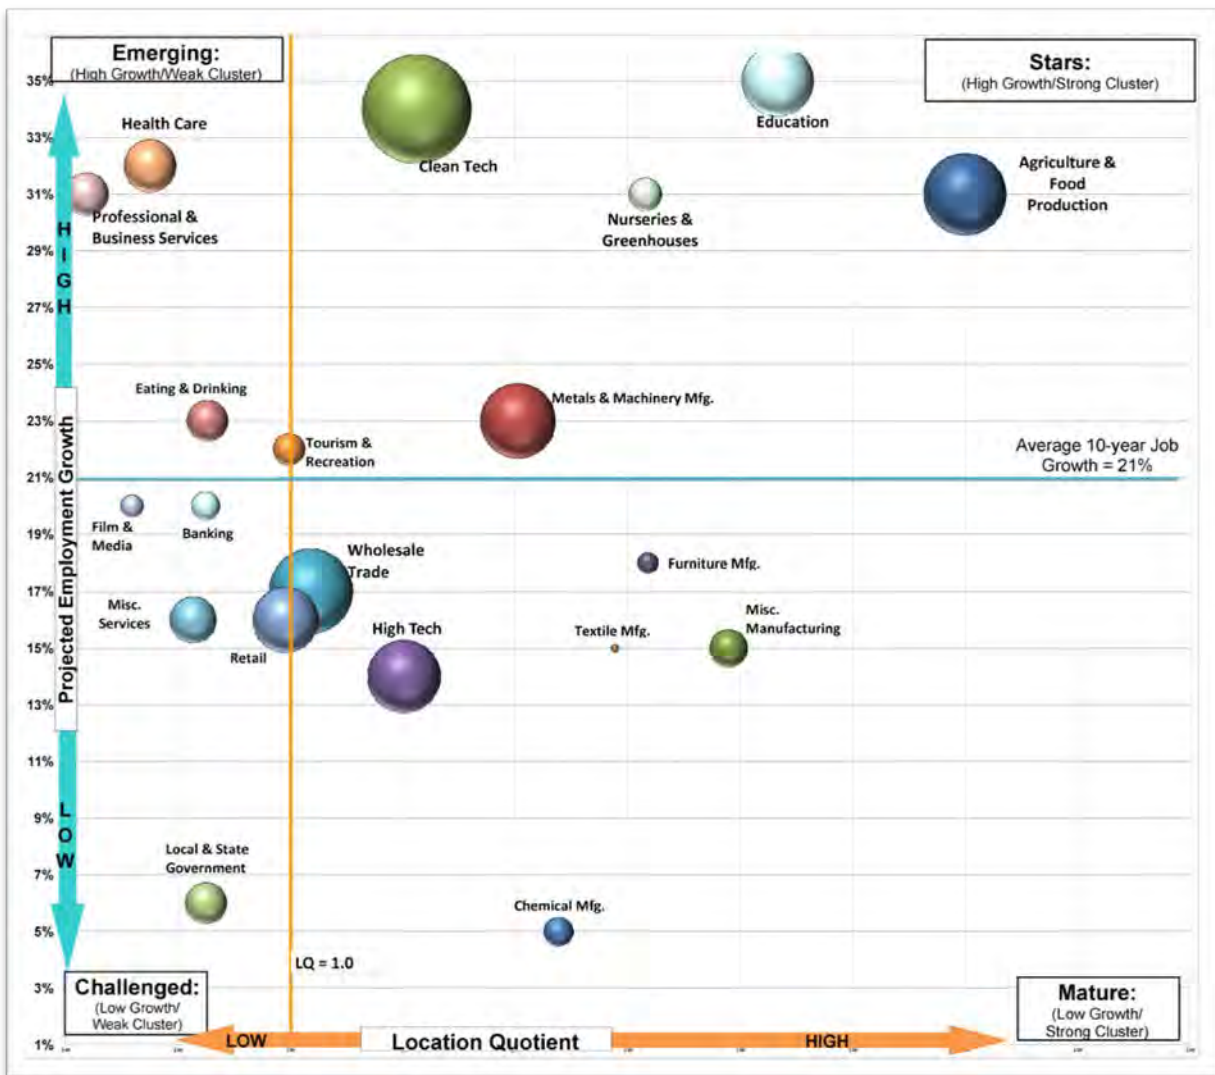 Emerging:
(High Growth/Weak Cluster)
Stars:
(High Growth/Strong Cluster)
35%
33%
31%
29%
27%
25%
23%
21%
19%
17%
15%
13%
11%
9%
7%
5%
3%
1%
HIGH
Projected Employment Growth
LOW
Health Care
Professional &
Business Services
Clean Tech
Education
Nurseries &
Greenhouses
Agriculture &
Food
Production
Eating & Drinking
Tourism &
Recreation
Metals & Machinery Mfg.
Average 10-year Job
Growth = 21%
Film &
Media
Banking
Wholesale
Trade
Furniture Mfg.
Misc.
Services
Retail
High Tech
Textile Mfg.
Misc.
Manufacturing
Local & State
Government
Chemical Mfg.
LQ = 1.0
Challenged:
(Low Growth/
Weak Cluster)
Mature:
(Low Growth/
Strong Cluster)
LOW
Location Quotient
HIGH